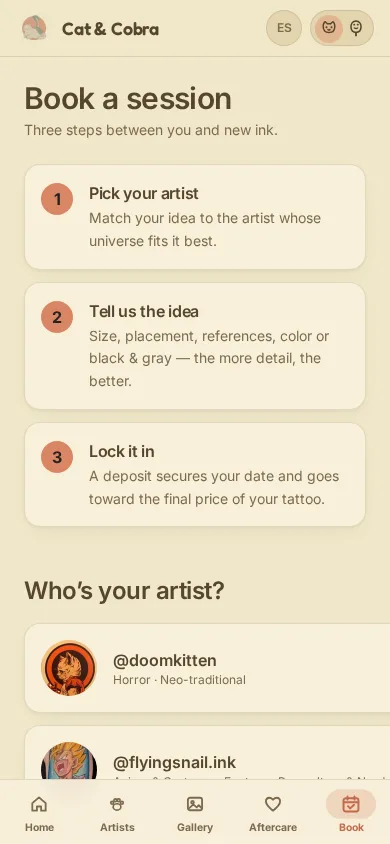 Cat & Cobra
ES
Book a session
Three steps between you and new ink.
1
Pick your artist
Match your idea to the artist whose
universe fits it best.
2
Tell us the idea
Size, placement, references, color or
black & gray — the more detail, the
better.
3
Lock it in
A deposit secures your date and goes
toward the final price of your tattoo.
Who’s your artist?
@doomkitten
Horror · Neo-traditional
@flyingsnail.ink
Home
Artists
Gallery
Aftercare
Book